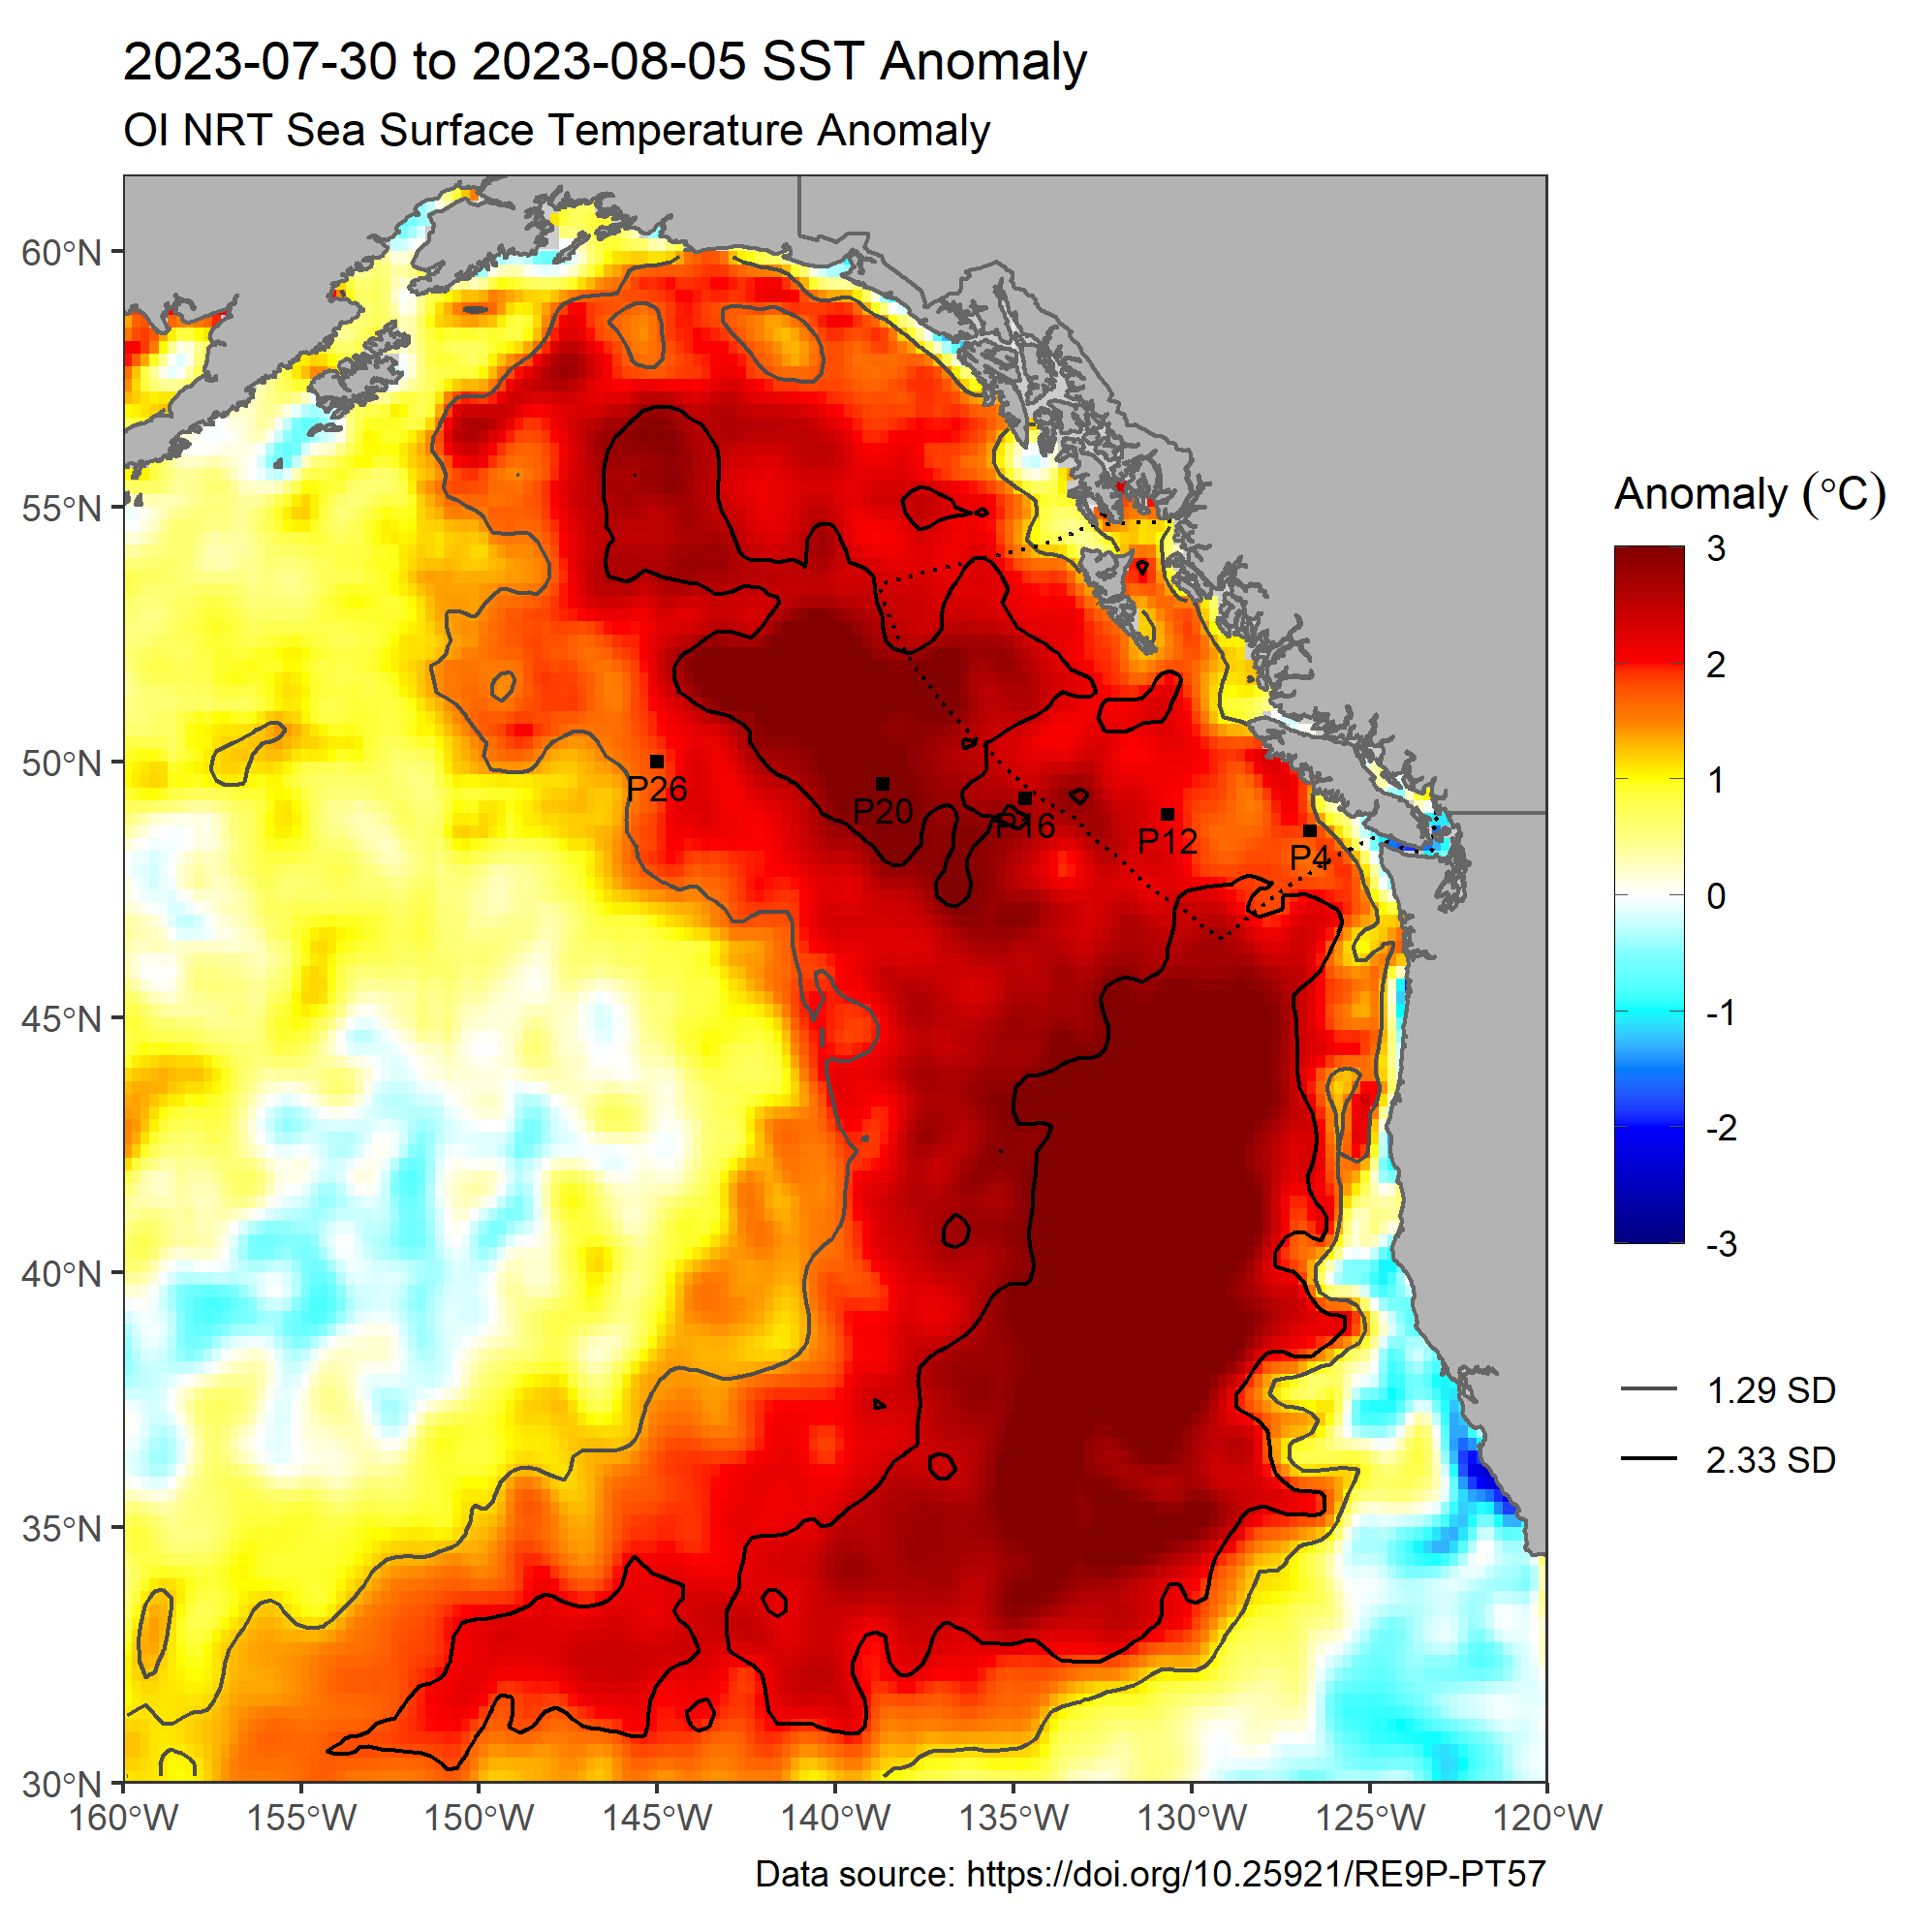 2023-07-30 to 2023-08-05 SST Anomaly
OI NRT Sea Surface Temperature Anomaly
60°N
55°N
50°N
45°N
40°N
35°N
30°N
160°W
155°W
150°W
145°W
140°W
135°W
130°W
125°W
120°W
P26
P20
P16
P12
P4
Anomaly (°C)
3
2
1
0
-1
-2
-3
1.29 SD
2.33 SD
Data source: https://doi.org/10.25921/RE9P-PT57